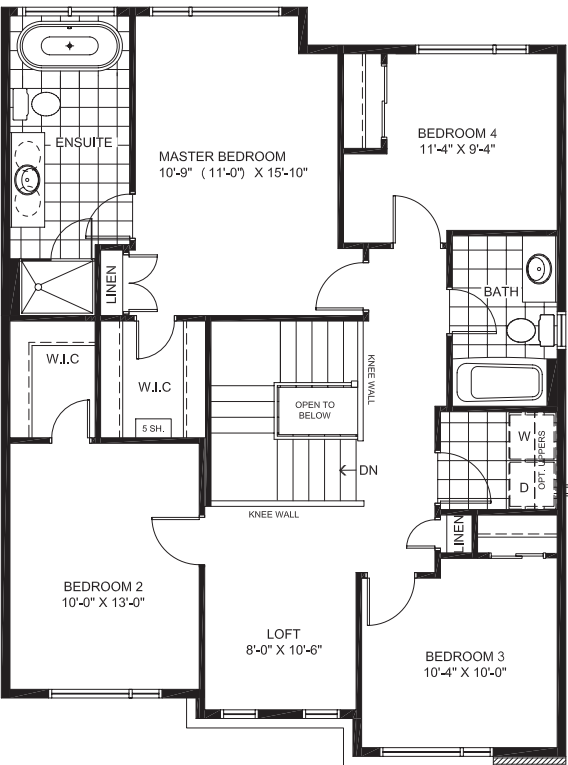 ENSUITE
MASTER BEDROOM
10'-9" (11'-0") X 15'-10"
BEDROOM 4
11'-4" X 9'-4"
LINEN
BATH
W.I.C
W.I.C
5 SH.
OPEN TO
BELOW
KNEE WALL
DN
KNEE WALL
W
D
OPT. UPPERS
LINEN
BEDROOM 2
10'-0" X 13'-0"
LOFT
8'-0" X 10'-6"
BEDROOM 3
10'-4" X 10'-0"